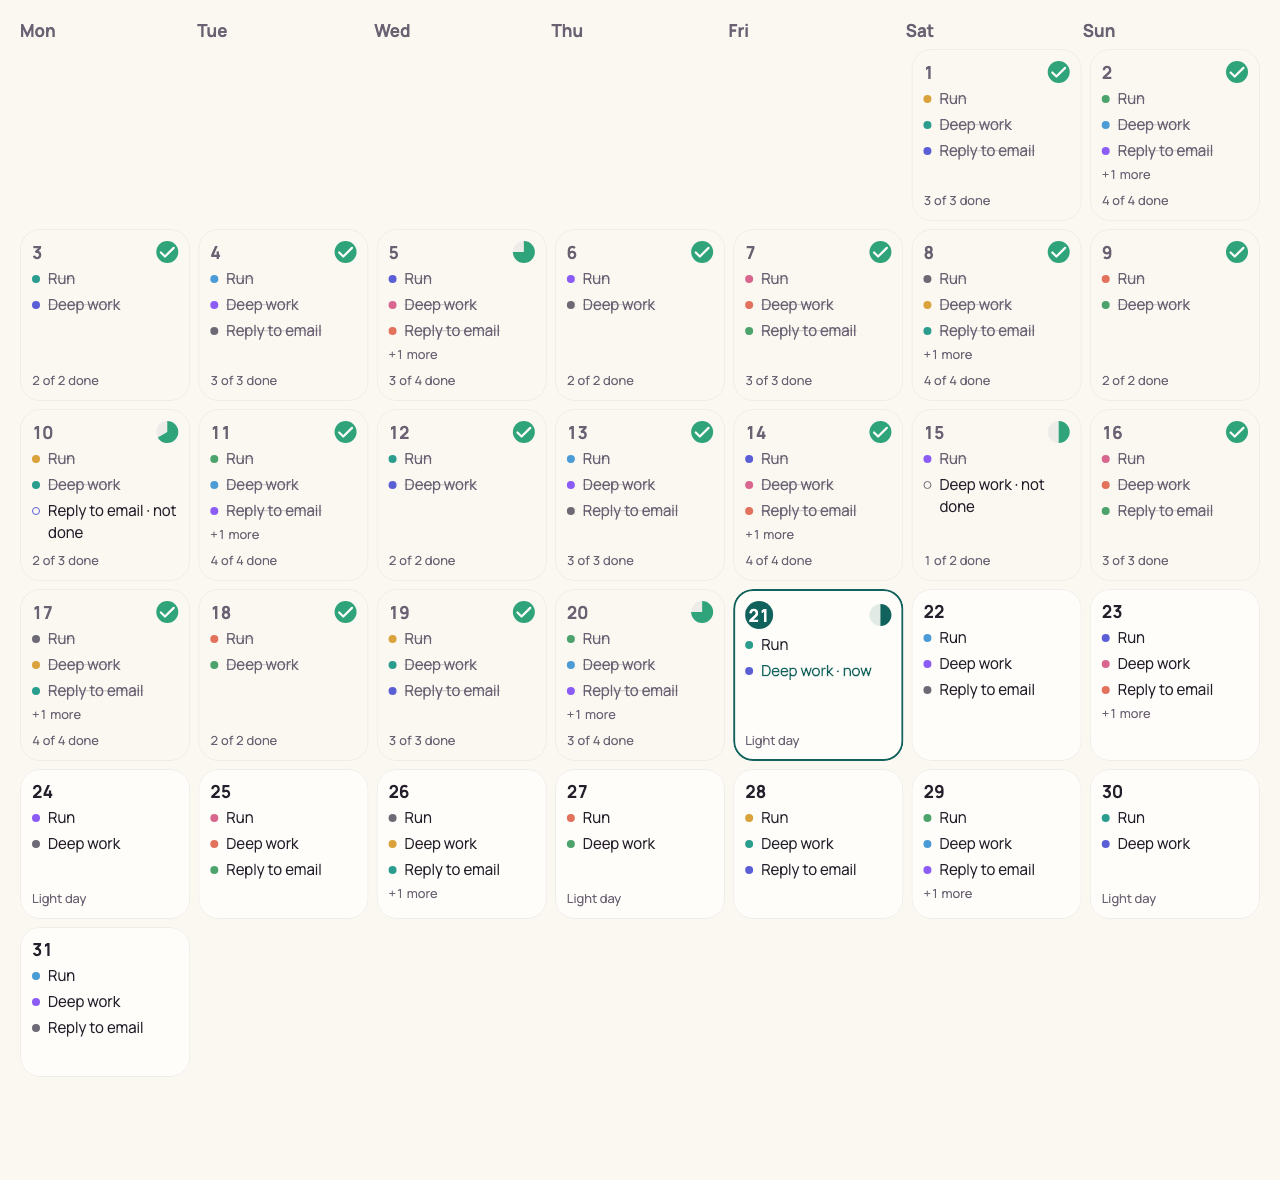 Mon Tue Wed Thu Fri Sat Sun
1
Run
Deep work
Reply to email
3 of 3 done
2
Run
Deep work
Reply to email
+1 more
4 of 4 done
3
Run
Deep work
2 of 2 done
4
Run
Deep work
Reply to email
3 of 3 done
5
Run
Deep work
Reply to email
+1 more
3 of 4 done
6
Run
Deep work
2 of 2 done
7
Run
Deep work
Reply to email
3 of 3 done
8
Run
Deep work
Reply to email
+1 more
4 of 4 done
9
Run
Deep work
2 of 2 done
10
Run
Deep work
Reply to email · not
done
2 of 3 done
11
Run
Deep work
Reply to email
+1 more
4 of 4 done
12
Run
Deep work
2 of 2 done
13
Run
Deep work
Reply to email
3 of 3 done
14
Run
Deep work
Reply to email
+1 more
4 of 4 done
15
Run
Deep work · not
done
1 of 2 done
16
Run
Deep work
Reply to email
3 of 3 done
17
Run
Deep work
Reply to email
+1 more
4 of 4 done
18
Run
Deep work
2 of 2 done
19
Run
Deep work
Reply to email
3 of 3 done
20
Run
Deep work
Reply to email
+1 more
3 of 4 done
21
Run
Deep work · now
Light day
22
Run
Deep work
Reply to email
23
Run
Deep work
Reply to email
+1 more
24
Run
Deep work
Light day
25
Run
Deep work
Reply to email
26
Run
Deep work
Reply to email
+1 more
27
Run
Deep work
Light day
28
Run
Deep work
Reply to email
29
Run
Deep work
Reply to email
+1 more
30
Run
Deep work
Light day
31
Run
Deep work
Reply to email